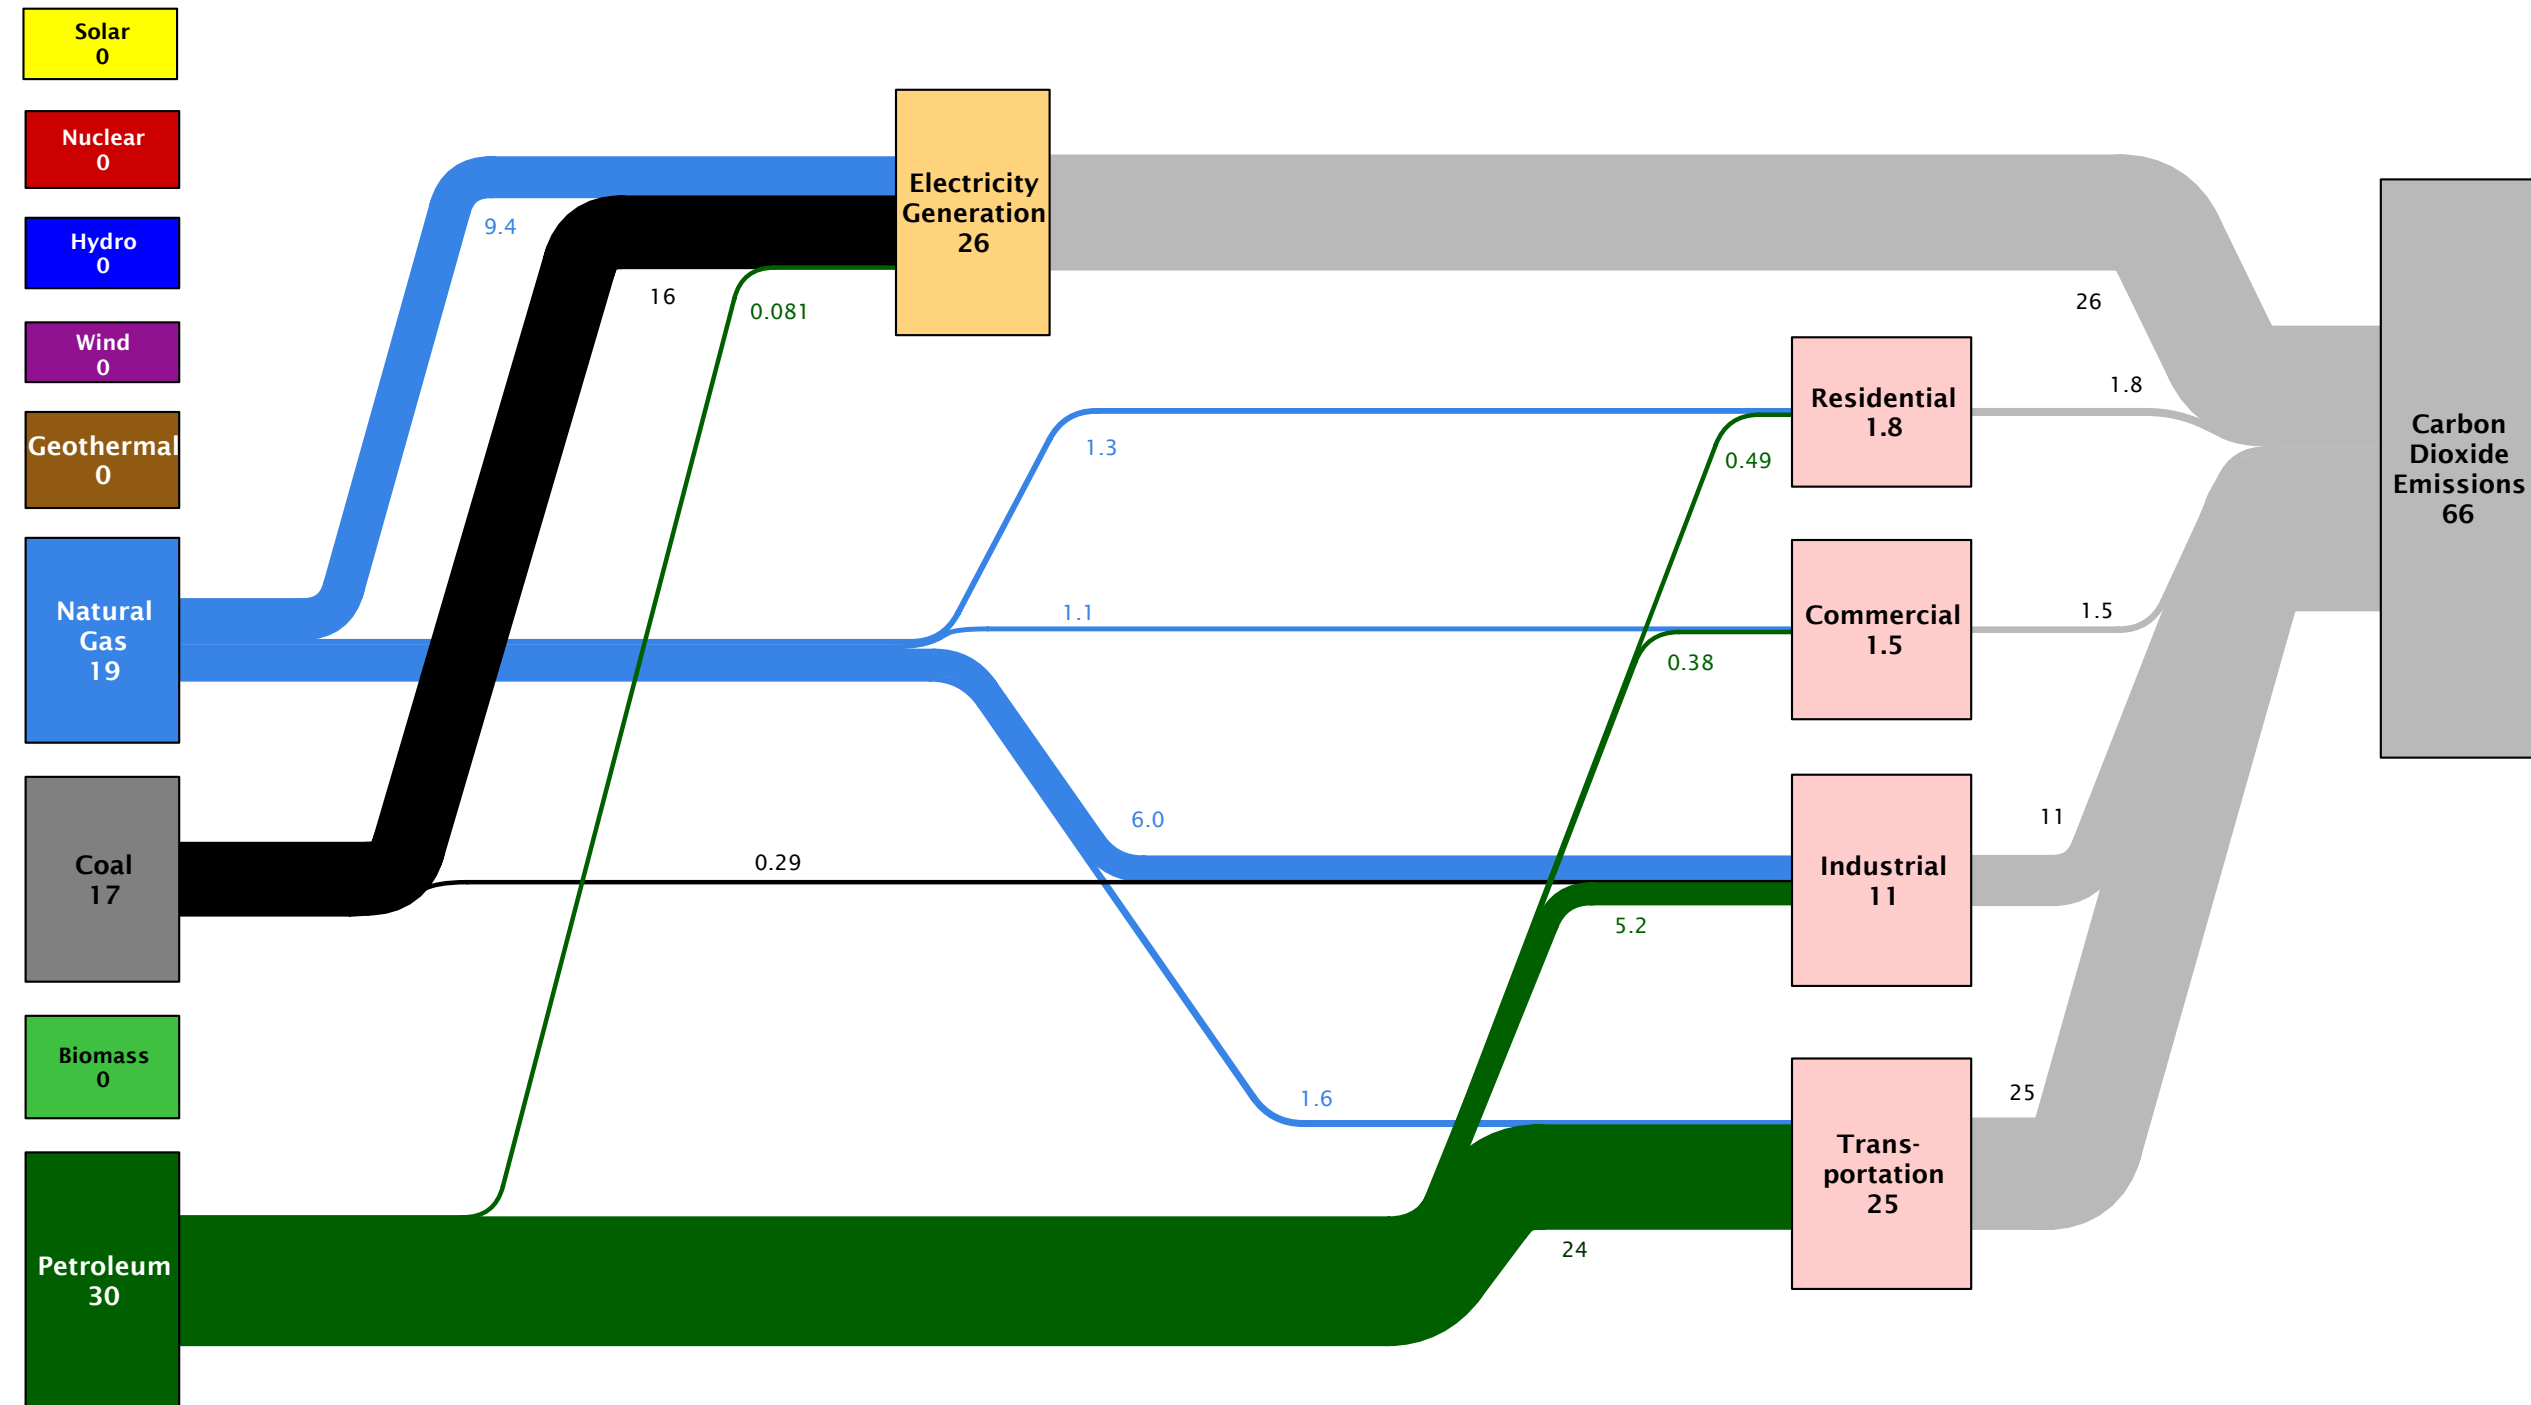 Solar
0
Nuclear
0
Hydro
0
Wind
0
Geothermal
0
Natural
Gas
19
Coal
17
Biomass
0
Petroleum
30
9.4
16
0.081
Electricity
Generation
26
1.3
1.1
6.0
0.29
1.6
0.49
0.38
5.2
24
Residential
1.8
Commercial
1.5
Industrial
11
Trans-
portation
25
26
1.8
1.5
11
25
Carbon
Dioxide
Emissions
66